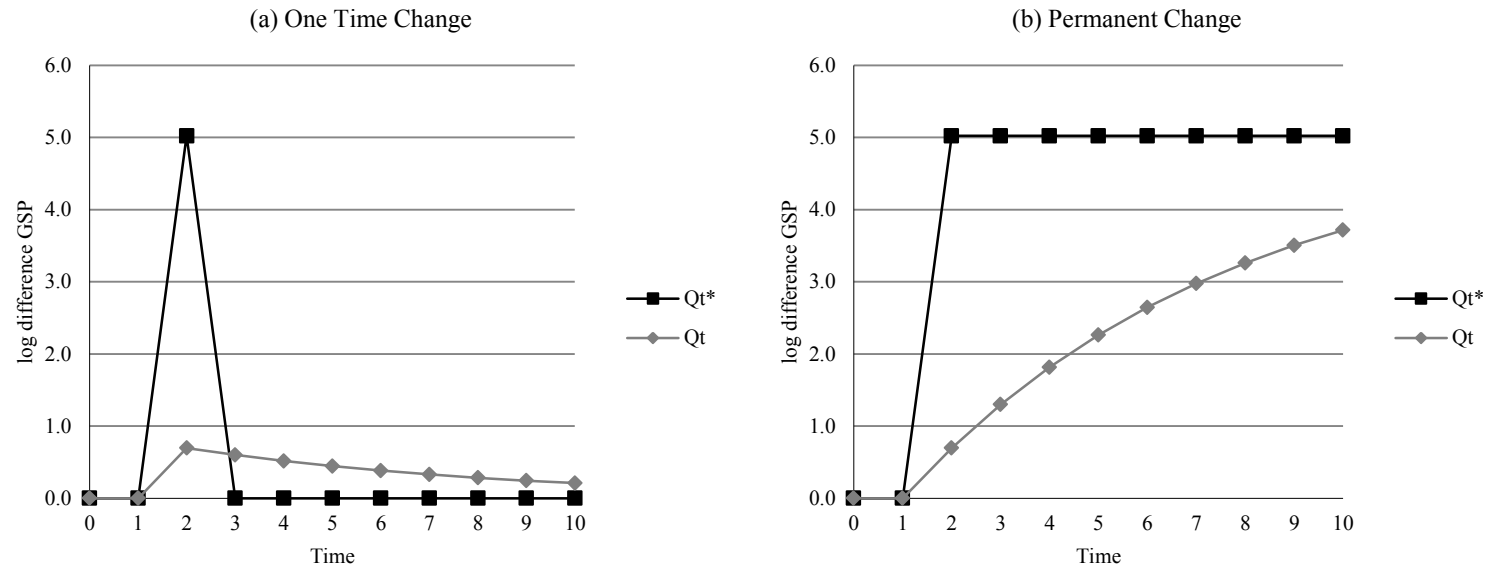 (a) One Time Change
6.0
5.0
4.0
3.0
2.0
1.0
0.0
log difference GSP
0 1 2 3 4 5 6 7 8 9 10
Time
Qt*
Qt
(b) Permanent Change
6.0
5.0
4.0
3.0
2.0
1.0
0.0
log difference GSP
0 1 2 3 4 5 6 7 8 9 10
Time
Qt*
Qt